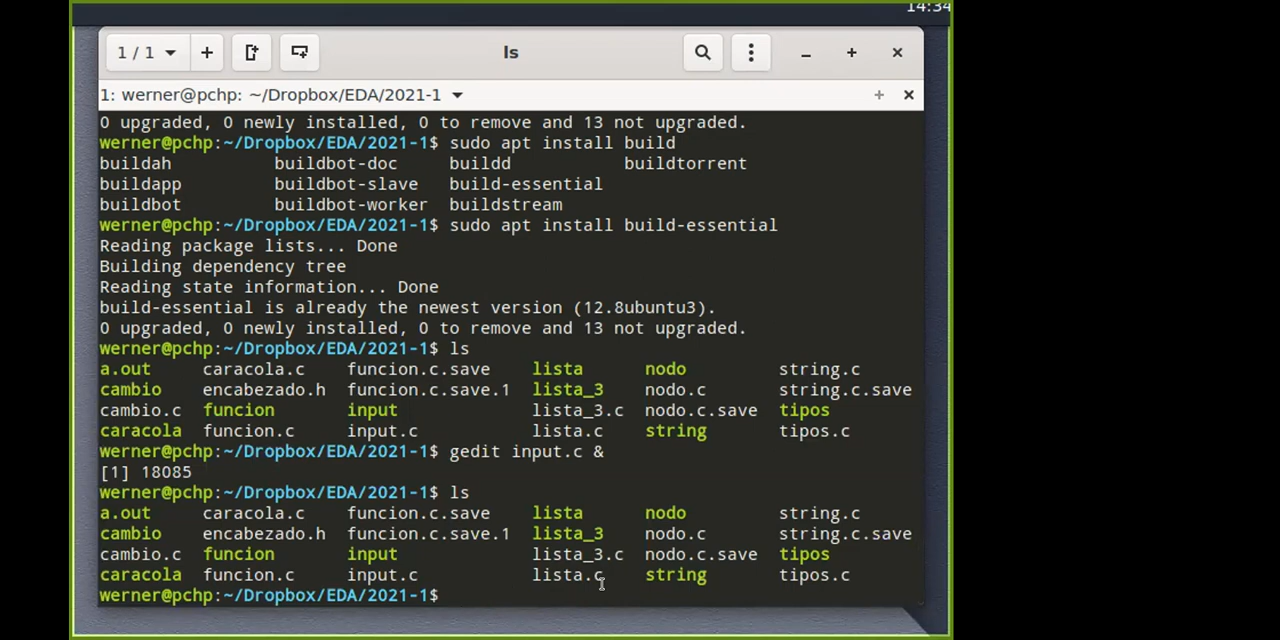 14:34
1 / 1 ls
1: werner@pchp: ~/Dropbox/EDA/2021-1
0 upgraded, 0 newly installed, 0 to remove and 13 not upgraded.
werner@pchp:~/Dropbox/EDA/2021-1$ sudo apt install build
buildah buildbot-doc buildd buildtorrent
buildapp buildbot-slave build-essential
buildbot buildbot-worker buildstream
werner@pchp:~/Dropbox/EDA/2021-1$ sudo apt install build-essential
Reading package lists... Done
Building dependency tree
Reading state information... Done
build-essential is already the newest version (12.8ubuntu3).
0 upgraded, 0 newly installed, 0 to remove and 13 not upgraded.
werner@pchp:~/Dropbox/EDA/2021-1$ ls
a.out caracola.c funcion.c.save lista nodo string.c
cambio encabezado.h funcion.c.save.1 lista_3 nodo.c string.c.save
cambio.c funcion input lista_3.c nodo.c.save tipos
caracola funcion.c input.c lista.c string tipos.c
werner@pchp:~/Dropbox/EDA/2021-1$ gedit input.c &
[1] 18085
werner@pchp:~/Dropbox/EDA/2021-1$ ls
a.out caracola.c funcion.c.save lista nodo string.c
cambio encabezado.h funcion.c.save.1 lista_3 nodo.c string.c.save
cambio.c funcion input lista_3.c nodo.c.save tipos
caracola funcion.c input.c lista.c string tipos.c
werner@pchp:~/Dropbox/EDA/2021-1$